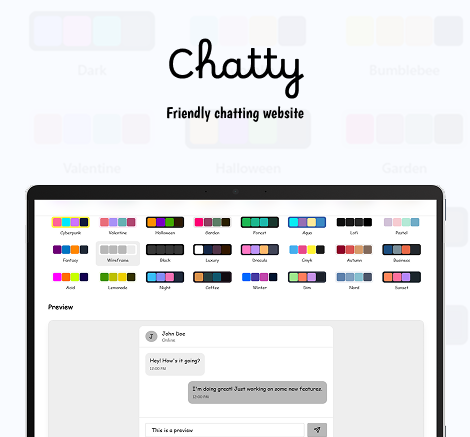 Dark
Bumblebee
Chatty
Friendly chatting website
Valentine
Halloween
Garden
Cyberpunk Valentine Halloween Garden Forest Aqua Lofi Pastel
Fantasy Wireframe Black Luxury Dracula Cmyk Autumn Business
Acid Lemonade Night Coffee Winter Dim Nord Sunset
Preview
J
John Doe
Online
Hey! How's it going?
12:00 PM
I'm doing great! Just working on some new features.
12:00 PM
This is a preview